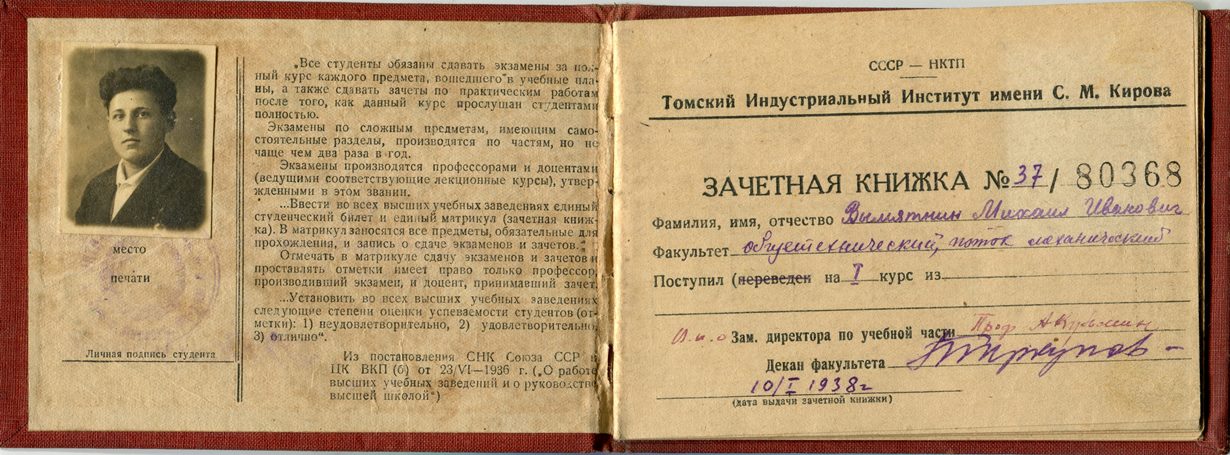 „Все студенты обязаны сдавать экзамены за пол-
ный курс каждого предмета, вошедшего в учебные пла-
ны, а также сдавать зачеты по практическим работам
после того, как данный курс прослушан студентами
полностью.
Экзамены по сложным предметам, имеющим само-
стоятельные разделы, производятся по частям, но не
чаще чем два раза в год.
Экзамены производятся профессорами и доцентами
(ведущими соответствующие лекционные курсы), утвер-
жденными в этом звании.
...Ввести во всех высших учебных заведениях единый
студенческий билет и единый матрикул (зачетная книж-
ка). В матрикул заносятся все предметы, обязательные для
прохождения, и запись о сдаче экзаменов и зачетов.
Отмечать в матрикуле сдачу экзаменов и зачетов и
проставлять отметки имеет право только профессор,
производивший экзамен, и доцент, принимавший зачет.
...Установить во всех высших учебных заведениях
следующие степени оценки успеваемости студентов (от-
метки): 1) неудовлетворительно, 2) удовлетворительно,
3) отлично“.
Из постановления СНК Союза ССР и
ЦК ВКП (б) от 23/VI—1936 г. („О работе
высших учебных заведений и о руководстве
высшей школой“)
место
печати
Личная подпись студента
СССР — НКТП
Томский Индустриальный Институт имени С. М. Кирова
ЗАЧЕТНАЯ КНИЖКА № 37 / 80368
Фамилия, имя, отчество Вымятнин Михаил Иванович
Факультет общетехнический, поток механический
Поступил (переведен на I курс из
И.о Зам. директора по учебной части Проф А Кузьмин
Декан факультета
10/I 1938г
(дата выдачи зачетной книжки)